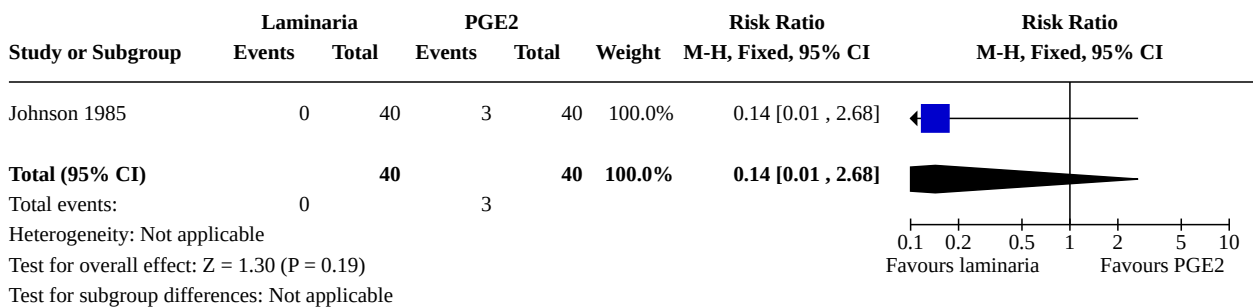 Laminaria PGE2 Risk Ratio Risk Ratio
Study or Subgroup Events Total Events Total Weight M-H, Fixed, 95% CI M-H, Fixed, 95% CI
Johnson 1985 0 40 3 40 100.0% 0.14 [0.01 , 2.68]
Total (95% CI) 40 40 100.0% 0.14 [0.01 , 2.68]
Total events: 0 3
Heterogeneity: Not applicable
0.1 0.2 0.5 1 2 5 10
Test for overall effect: Z = 1.30 (P = 0.19) Favours laminaria Favours PGE2
Test for subgroup differences: Not applicable